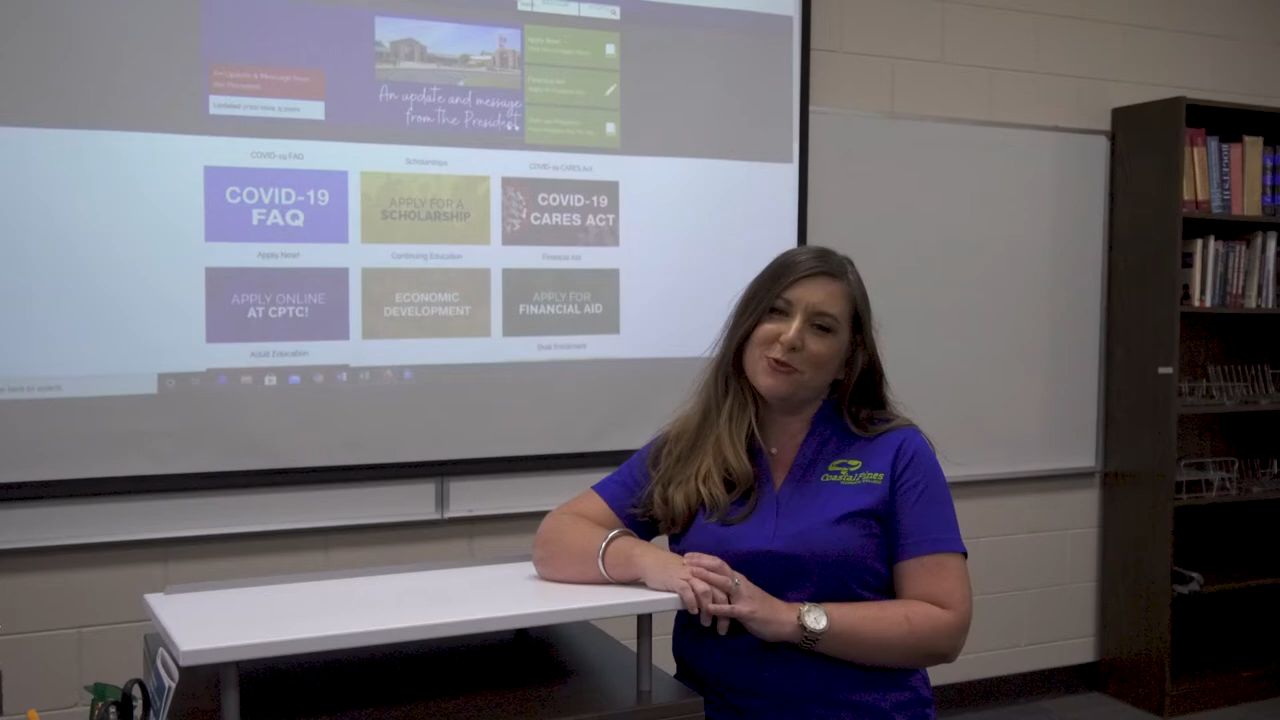 An update and message
from the President
COVID-19 FAQ
Scholarships
COVID-19 CARES Act
COVID-19
FAQ
APPLY FOR A
SCHOLARSHIP
COVID-19
CARES ACT
Apply Now!
Continuing Education
Financial Aid
APPLY ONLINE
AT CPTC!
ECONOMIC
DEVELOPMENT
APPLY FOR
FINANCIAL AID
Adult Education
Dual Enrollment
CoastalPines